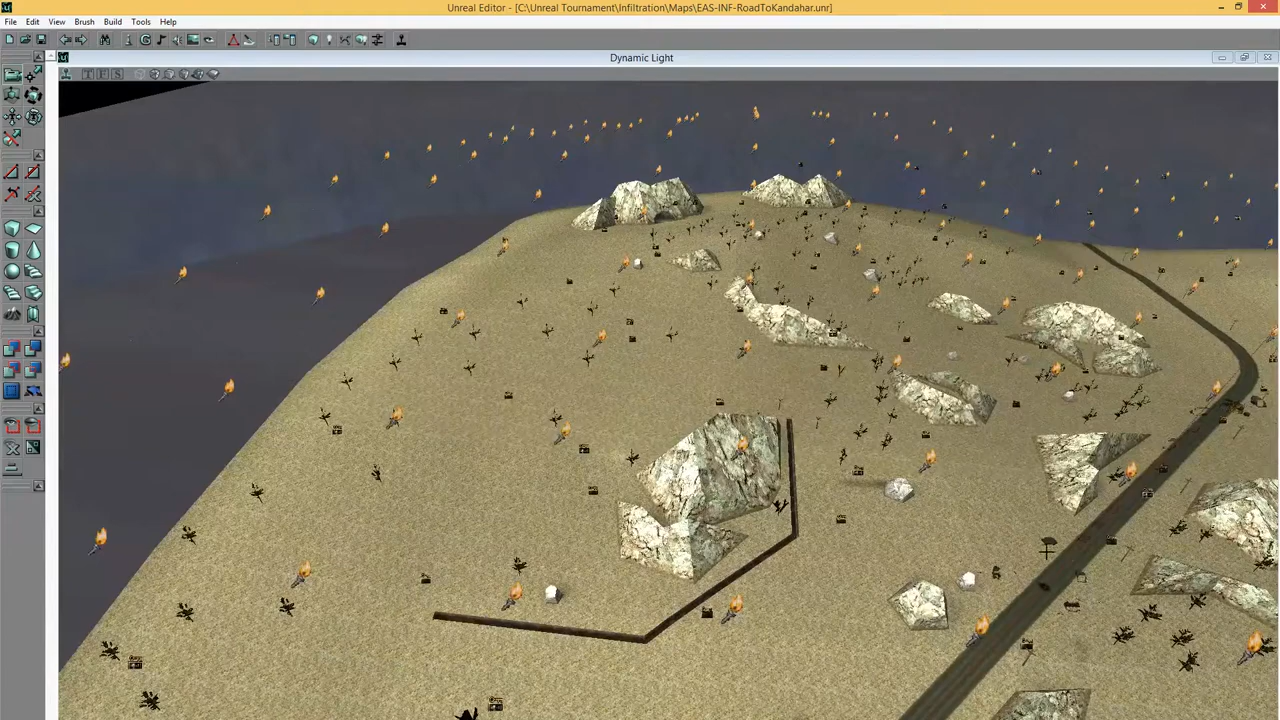 Unreal Editor - [C:\Unreal Tournament\Infiltration\Maps\EAS-INF-RoadToKandahar.unr]
File Edit View Brush Build Tools Help
Dynamic Light
T F S